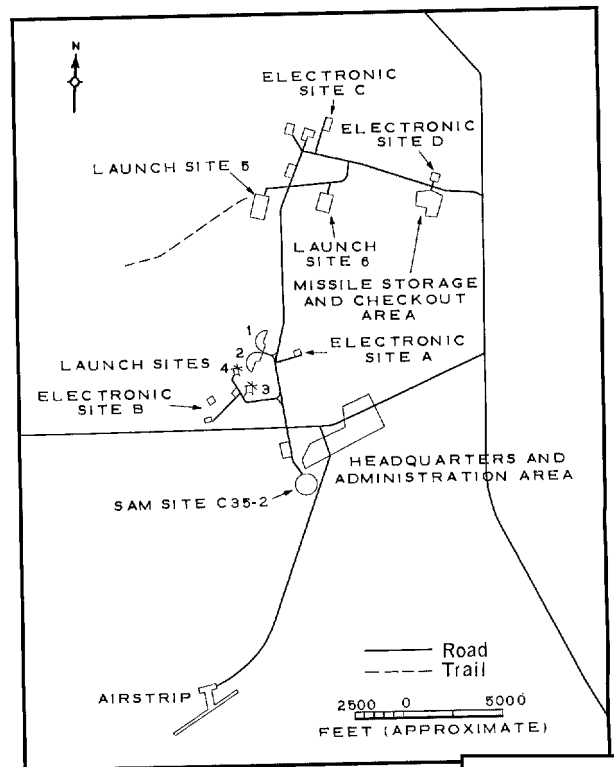 N
ELECTRONIC
SITE C
ELECTRONIC
SITE D
LAUNCH SITE 5
LAUNCH
SITE 6
MISSILE STORAGE
AND CHECKOUT
AREA
1
2
LAUNCH SITES
4
3
ELECTRONIC
SITE A
ELECTRONIC
SITE B
HEADQUARTERS AND
ADMINISTRATION AREA
SAM SITE C35-2
Road
Trail
AIRSTRIP
2500 0 5000
FEET (APPROXIMATE)